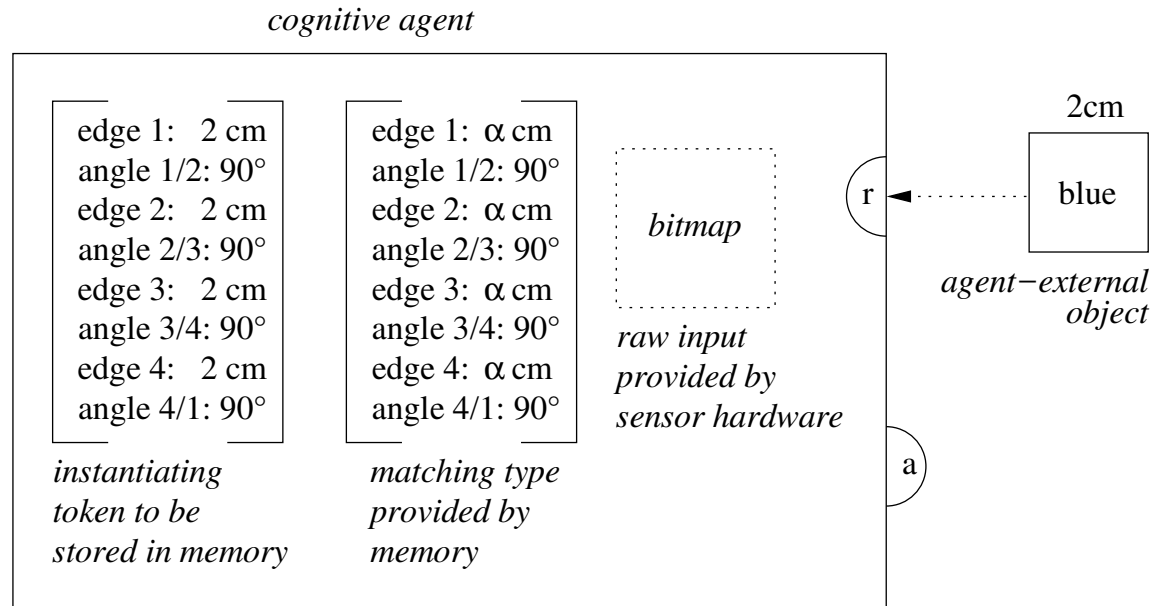 cognitive agent
edge 1: 2 cm
angle 1/2: 90°
edge 2: 2 cm
angle 2/3: 90°
edge 3: 2 cm
angle 3/4: 90°
edge 4: 2 cm
angle 4/1: 90°
instantiating
token to be
stored in memory
edge 1: α cm
angle 1/2: 90°
edge 2: α cm
angle 2/3: 90°
edge 3: α cm
angle 3/4: 90°
edge 4: α cm
angle 4/1: 90°
matching type
provided by
memory
bitmap
raw input
provided by
sensor hardware
r
a
2cm
blue
agent−external
object